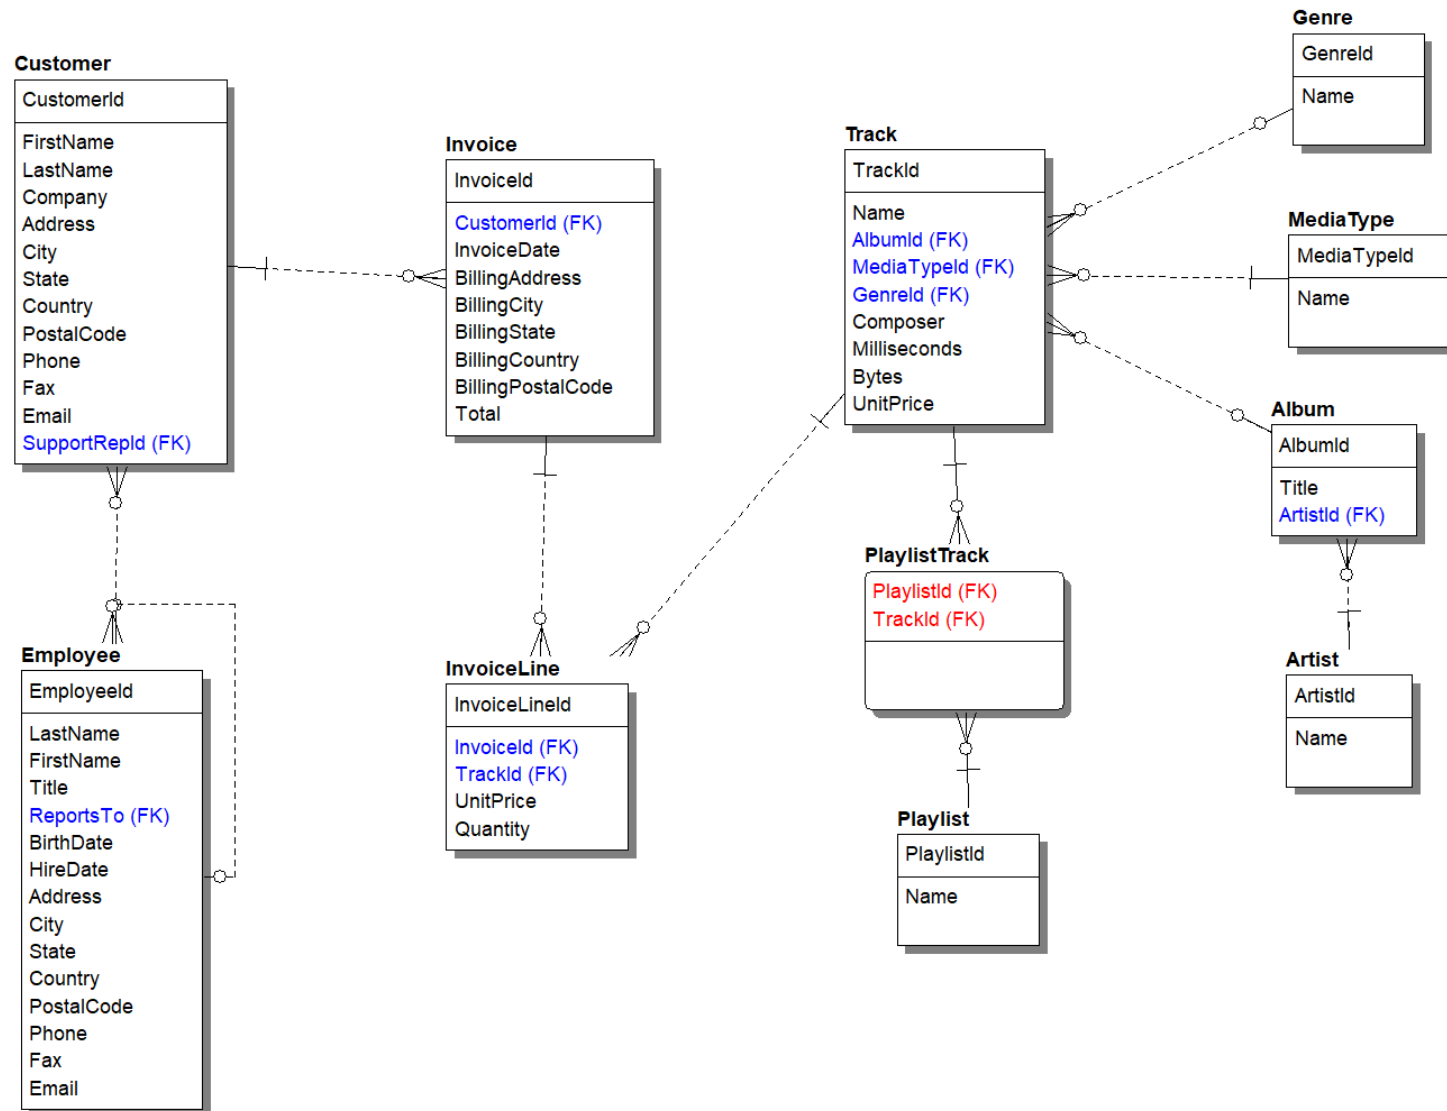 Customer
CustomerId
FirstName
LastName
Company
Address
City
State
Country
PostalCode
Phone
Fax
Email
SupportRepId (FK)
Employee
EmployeeId
LastName
FirstName
Title
ReportsTo (FK)
BirthDate
HireDate
Address
City
State
Country
PostalCode
Phone
Fax
Email
Invoice
InvoiceId
CustomerId (FK)
InvoiceDate
BillingAddress
BillingCity
BillingState
BillingCountry
BillingPostalCode
Total
InvoiceLine
InvoiceLineId
InvoiceId (FK)
TrackId (FK)
UnitPrice
Quantity
Track
TrackId
Name
AlbumId (FK)
MediaTypeId (FK)
GenreId (FK)
Composer
Milliseconds
Bytes
UnitPrice
PlaylistTrack
PlaylistId (FK)
TrackId (FK)
Playlist
PlaylistId
Name
Genre
GenreId
Name
MediaType
MediaTypeId
Name
Album
AlbumId
Title
ArtistId (FK)
Artist
ArtistId
Name